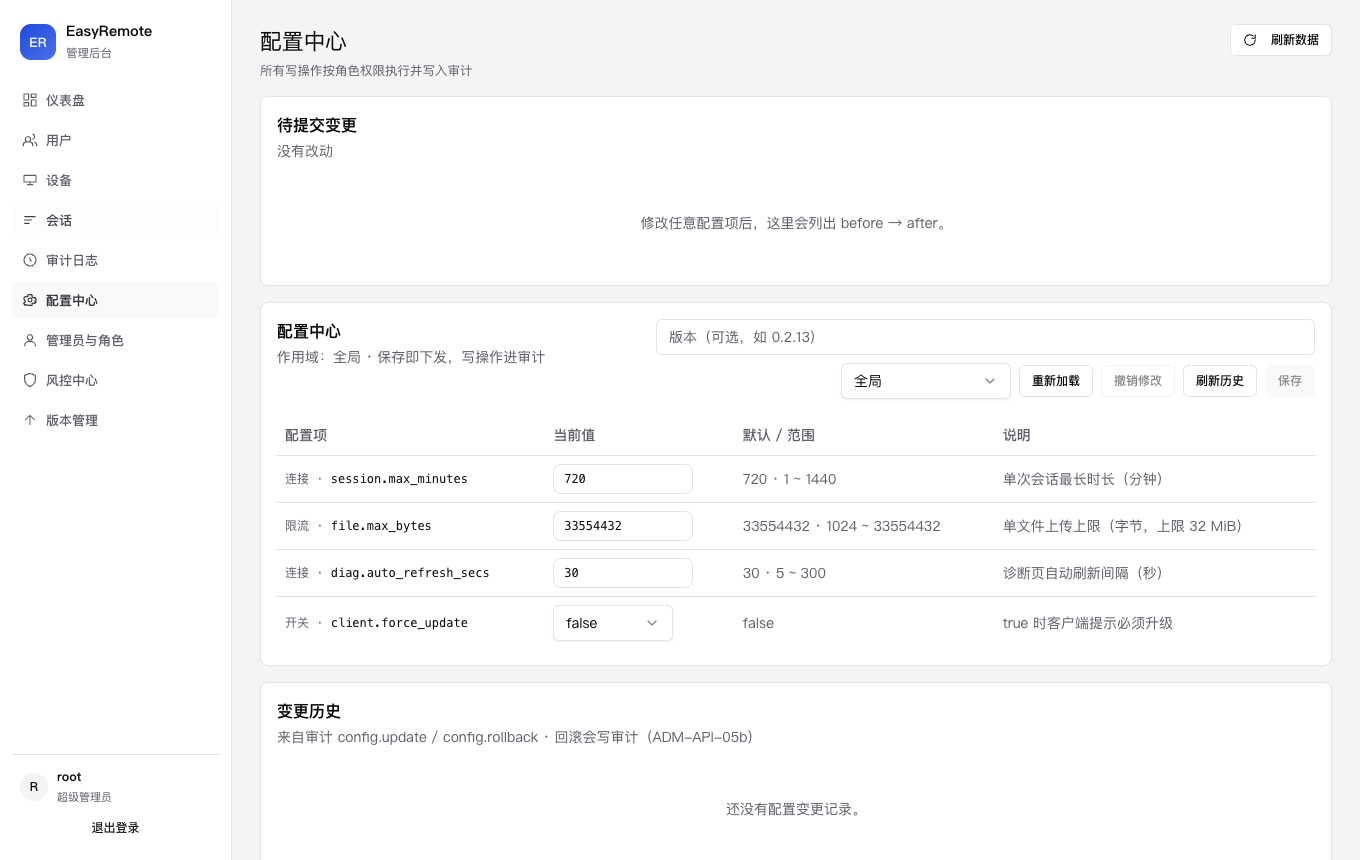 ER
EasyRemote
管理后台
仪表盘
用户
设备
会话
审计日志
配置中心
管理员与角色
风控中心
版本管理
R
root
超级管理员
退出登录
配置中心
所有写操作按角色权限执行并写入审计
刷新数据
待提交变更
没有改动
修改任意配置项后，这里会列出 before → after。
配置中心
作用域：全局 · 保存即下发，写操作进审计
版本（可选，如 0.2.13）
全局
重新加载
撤销修改
刷新历史
保存
配置项 当前值 默认 / 范围 说明
连接 · session.max_minutes 720 720 · 1 ~ 1440 单次会话最长时长（分钟）
限流 · file.max_bytes 33554432 33554432 · 1024 ~ 33554432 单文件上传上限（字节，上限 32 MiB）
连接 · diag.auto_refresh_secs 30 30 · 5 ~ 300 诊断页自动刷新间隔（秒）
开关 · client.force_update false false true 时客户端提示必须升级
变更历史
来自审计 config.update / config.rollback · 回滚会写审计（ADM-API-05b）
还没有配置变更记录。